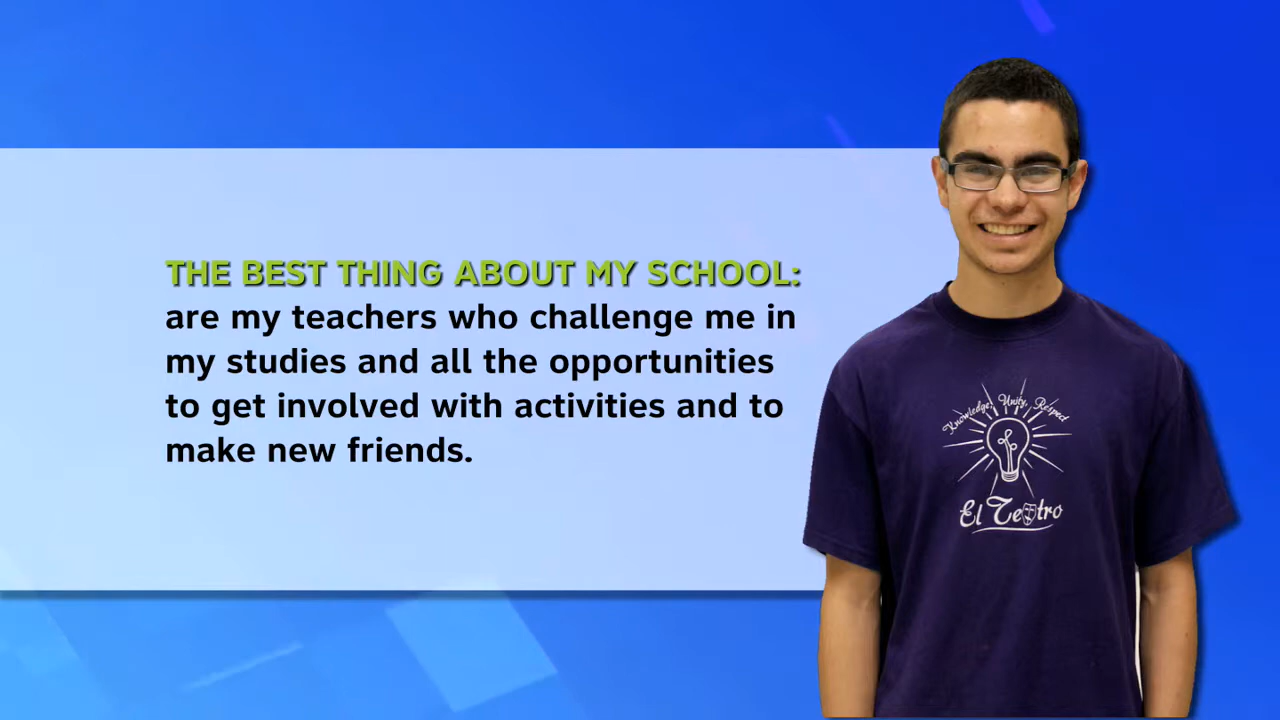 THE BEST THING ABOUT MY SCHOOL:
are my teachers who challenge me in
my studies and all the opportunities
to get involved with activities and to
make new friends.
Knowledge, Unity, Respect
El Teatro